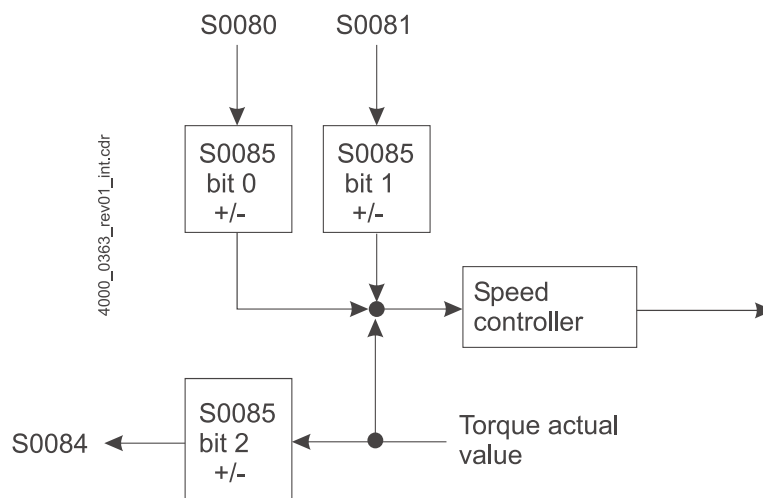 S0080
S0081
4000_0363_rev01_int.cdr
S0085
bit 0
+/-
S0085
bit 1
+/-
Speed
controller
S0084
S0085
bit 2
+/-
Torque actual
value